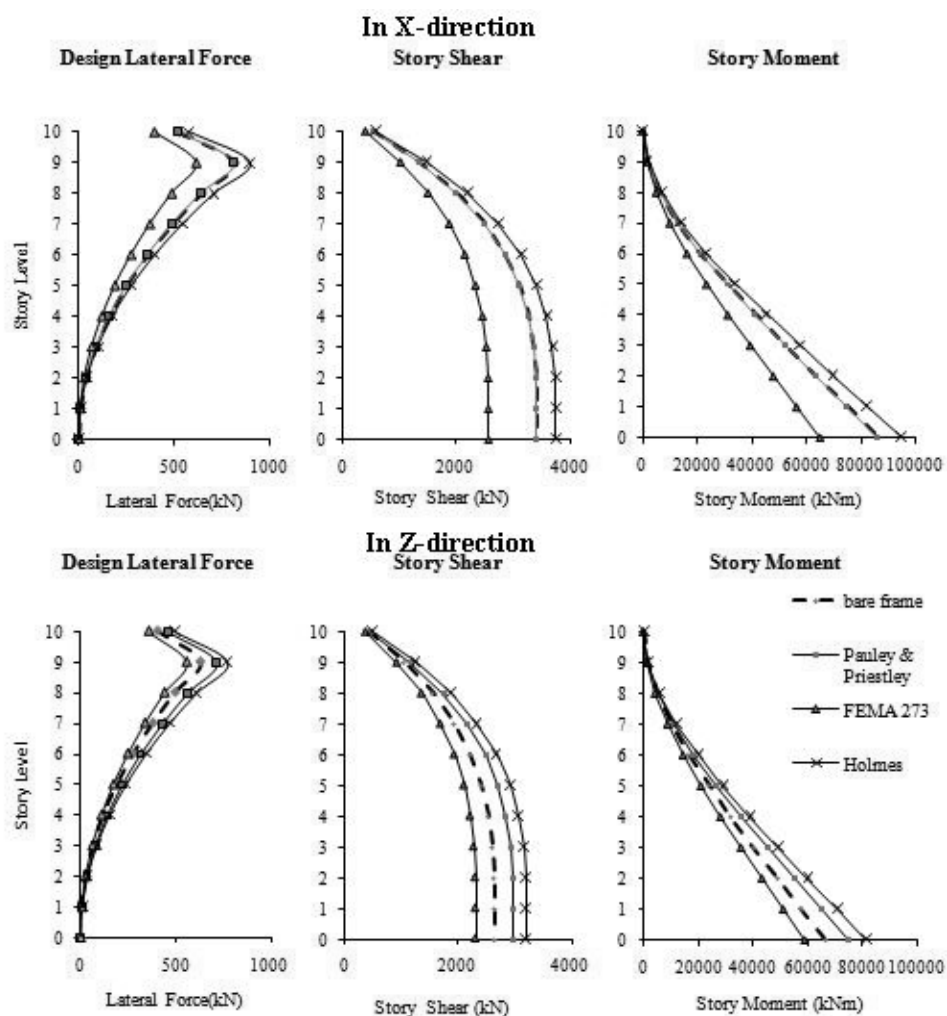 In X-direction
Design Lateral Force
Story Shear
Story Moment
Story Level
10
9
8
7
6
5
4
3
2
1
0
0 500 1000
Lateral Force(kN)
10
9
8
7
6
5
4
3
2
1
0
0 2000 4000
Story Shear (kN)
10
9
8
7
6
5
4
3
2
1
0
0 20000 40000 60000 80000 100000
Story Moment (kNm)
In Z-direction
Design Lateral Force
Story Shear
Story Moment
Story Level
10
9
8
7
6
5
4
3
2
1
0
0 500 1000
Lateral Force(kN)
10
9
8
7
6
5
4
3
2
1
0
0 2000 4000
Story Shear (kN)
10
9
8
7
6
5
4
3
2
1
0
0 20000 40000 60000 80000 100000
Story Moment (kNm)
bare frame
Pauley &
Priestley
FEMA 273
Holmes